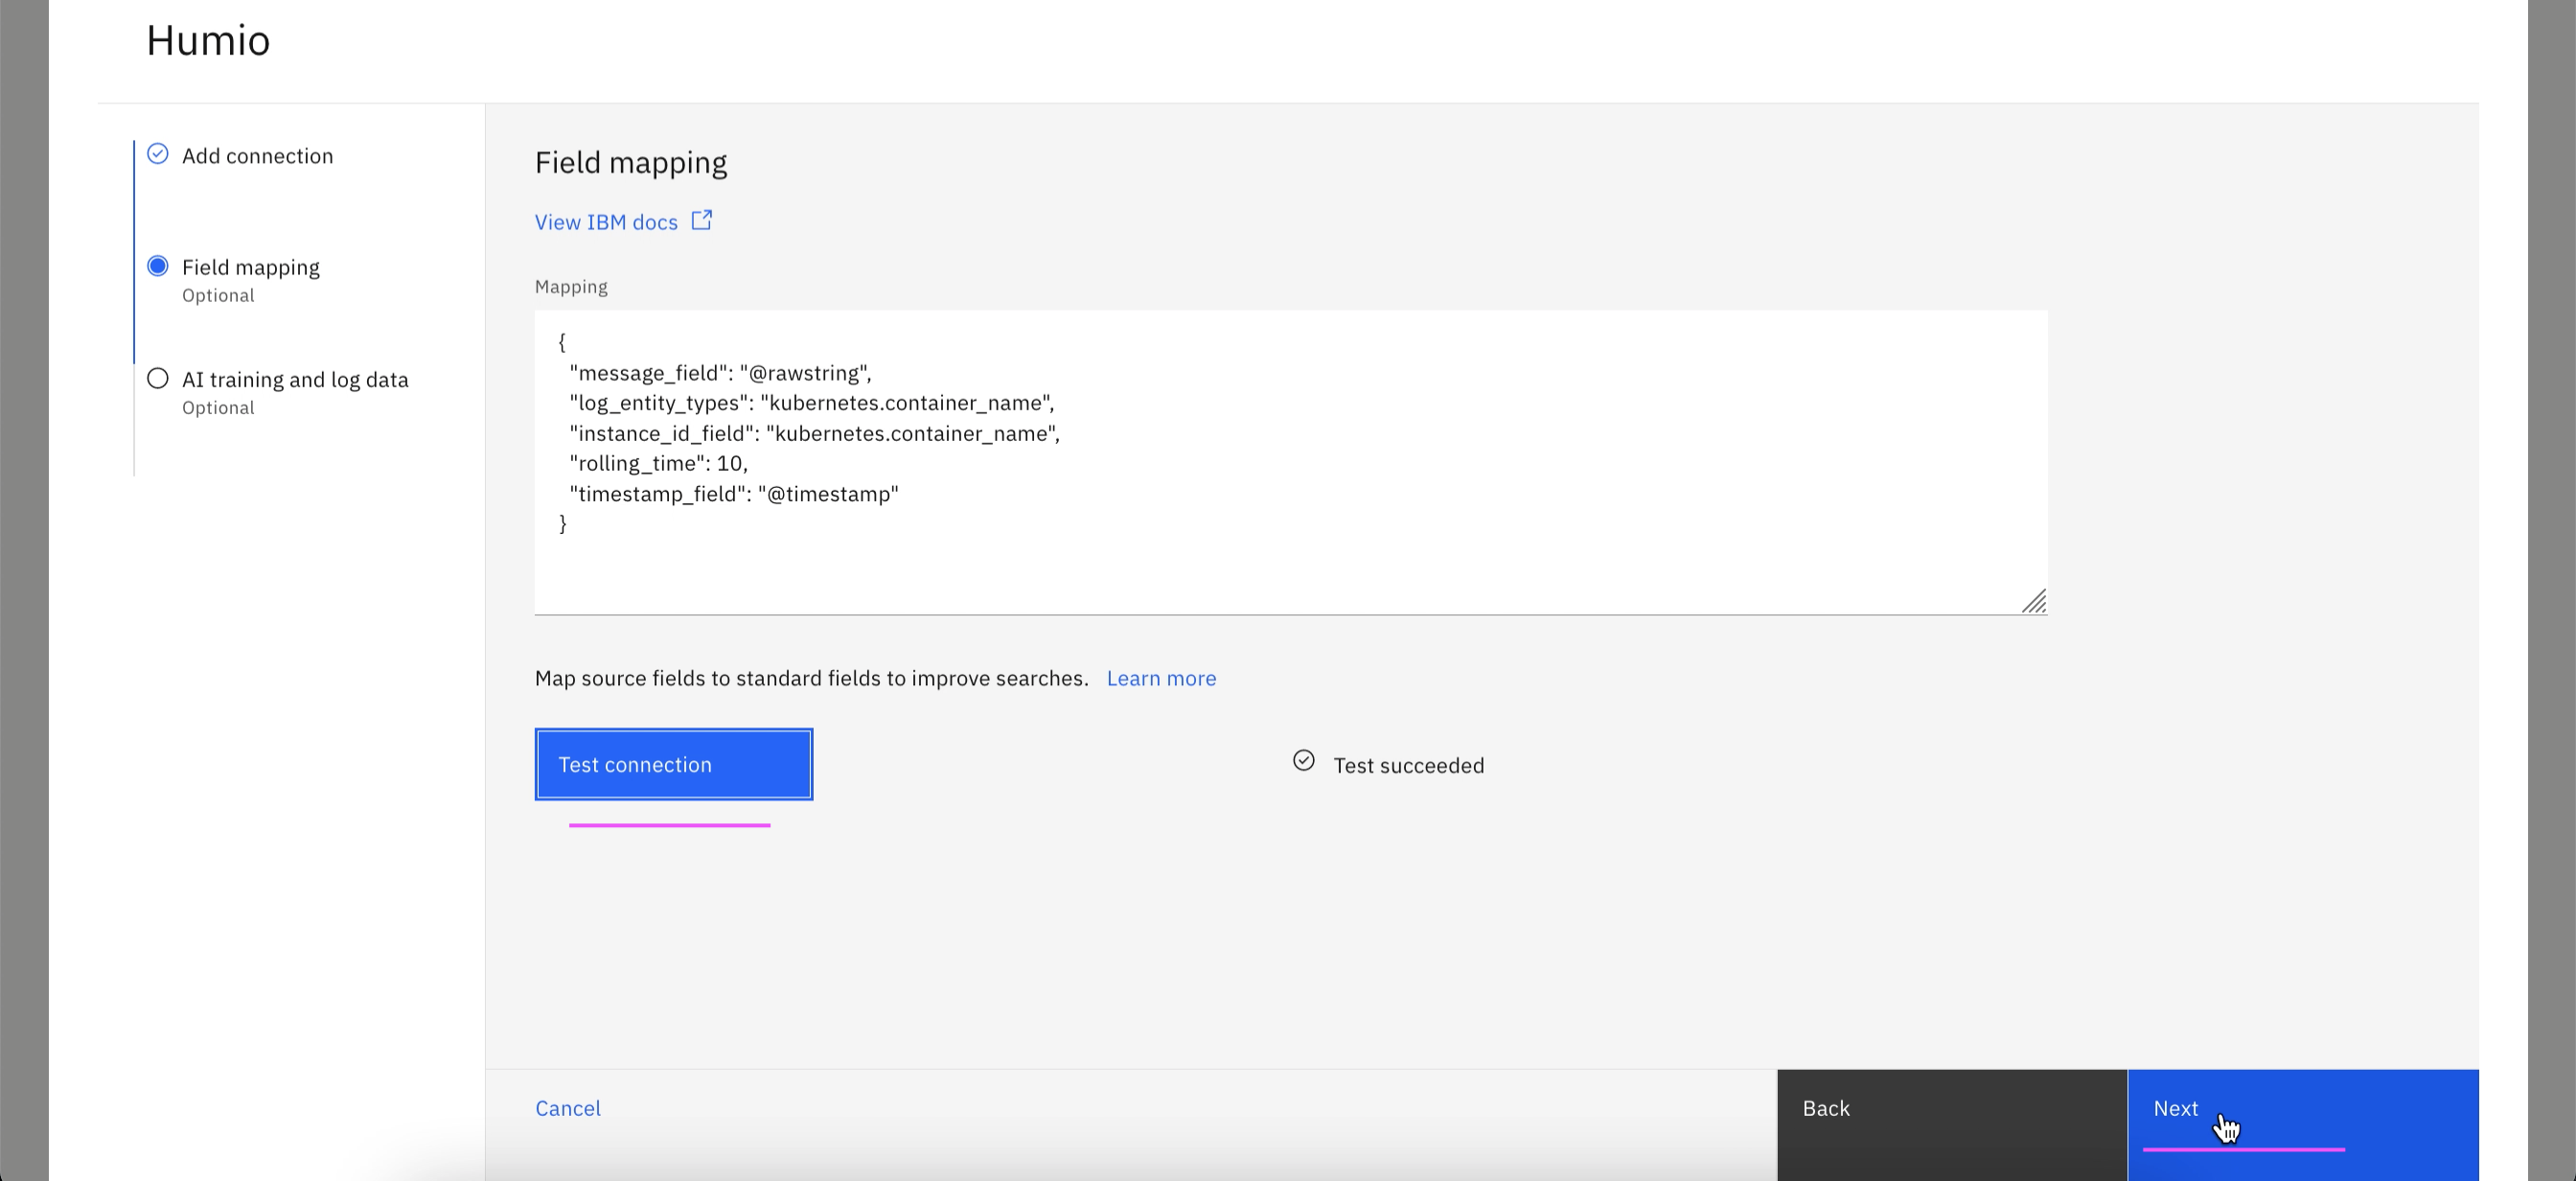 Humio
Add connection
Field mapping
Optional
AI training and log data
Optional
Field mapping
View IBM docs
Mapping
{
  "message_field": "@rawstring",
  "log_entity_types": "kubernetes.container_name",
  "instance_id_field": "kubernetes.container_name",
  "rolling_time": 10,
  "timestamp_field": "@timestamp"
}
Map source fields to standard fields to improve searches. Learn more
Test connection
Test succeeded
Cancel
Back
Next